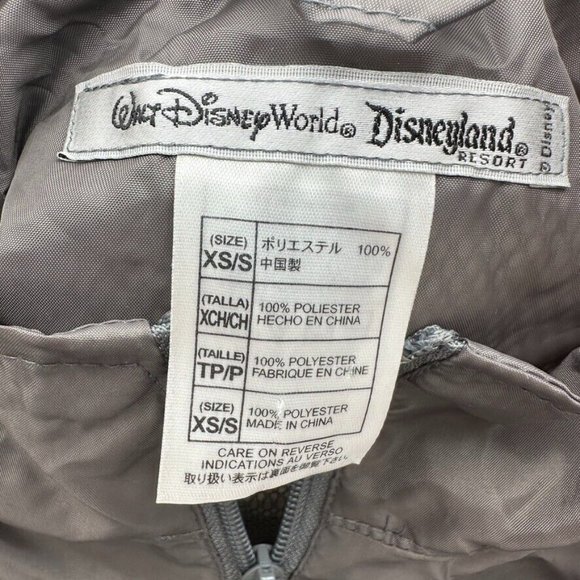 Walt Disney World® Disneyland®
RESORT
© Disney
(SIZE)
XS/S
ポリエステル 100%
中国製
(TALLA)
XCH/CH
100% POLIESTER
HECHO EN CHINA
(TAILLE)
TP/P
100% POLYESTER
FABRIQUE EN CHINE
(SIZE)
XS/S
100% POLYESTER
MADE IN CHINA
CARE ON REVERSE
INDICATIONS AU VERSO
取り扱い表示は裏面を御覧下さい